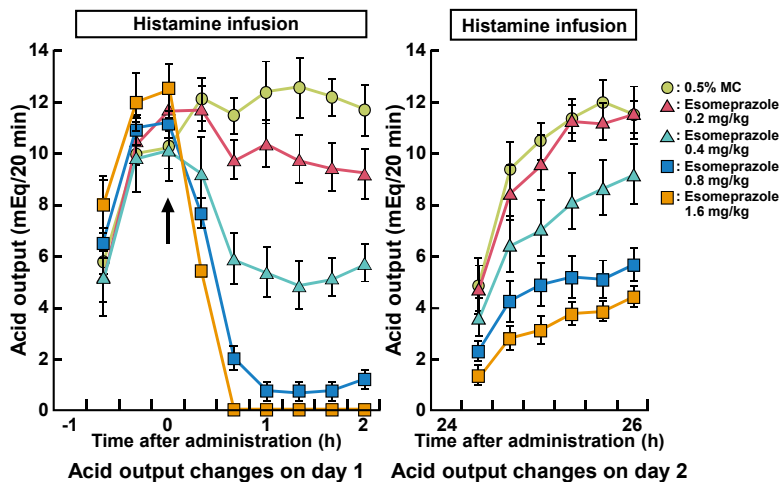 Histamine infusion
Histamine infusion
Acid output (mEq/20 min)
14
12
10
8
6
4
2
0
-1
0
1
2
Time after administration (h)
Acid output changes on day 1
Acid output (mEq/20 min)
14
12
10
8
6
4
2
0
24
26
Time after administration (h)
Acid output changes on day 2
: 0.5% MC
: Esomeprazole
0.2 mg/kg
: Esomeprazole
0.4 mg/kg
: Esomeprazole
0.8 mg/kg
: Esomeprazole
1.6 mg/kg